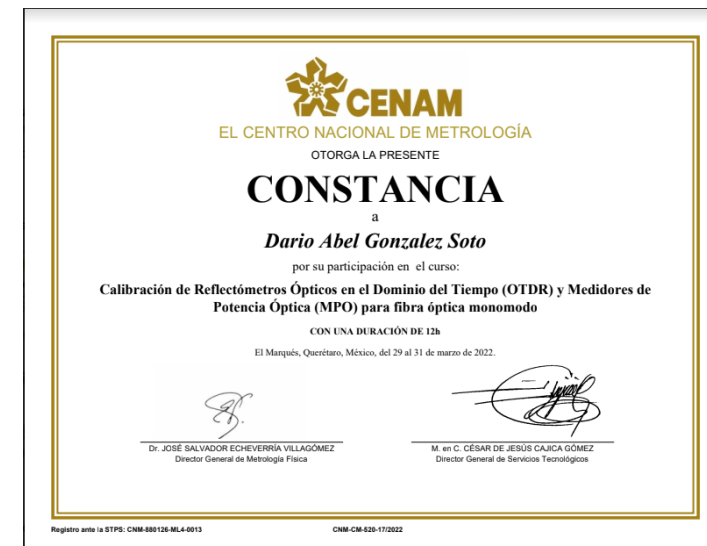 CENAM
EL CENTRO NACIONAL DE METROLOGÍA
OTORGA LA PRESENTE
CONSTANCIA
a
Dario Abel Gonzalez Soto
por su participación en el curso:
Calibración de Reflectómetros Ópticos en el Dominio del Tiempo (OTDR) y Medidores de
Potencia Óptica (MPO) para fibra óptica monomodo
CON UNA DURACIÓN DE 12h
El Marqués, Querétaro, México, del 29 al 31 de marzo de 2022.
Dr. JOSÉ SALVADOR ECHEVERRÍA VILLAGÓMEZ
Director General de Metrología Física
M. en C. CÉSAR DE JESÚS CAJICA GÓMEZ
Director General de Servicios Tecnológicos
Registro ante la STPS: CNM-880126-ML4-0013
CNM-CM-520-17/2022